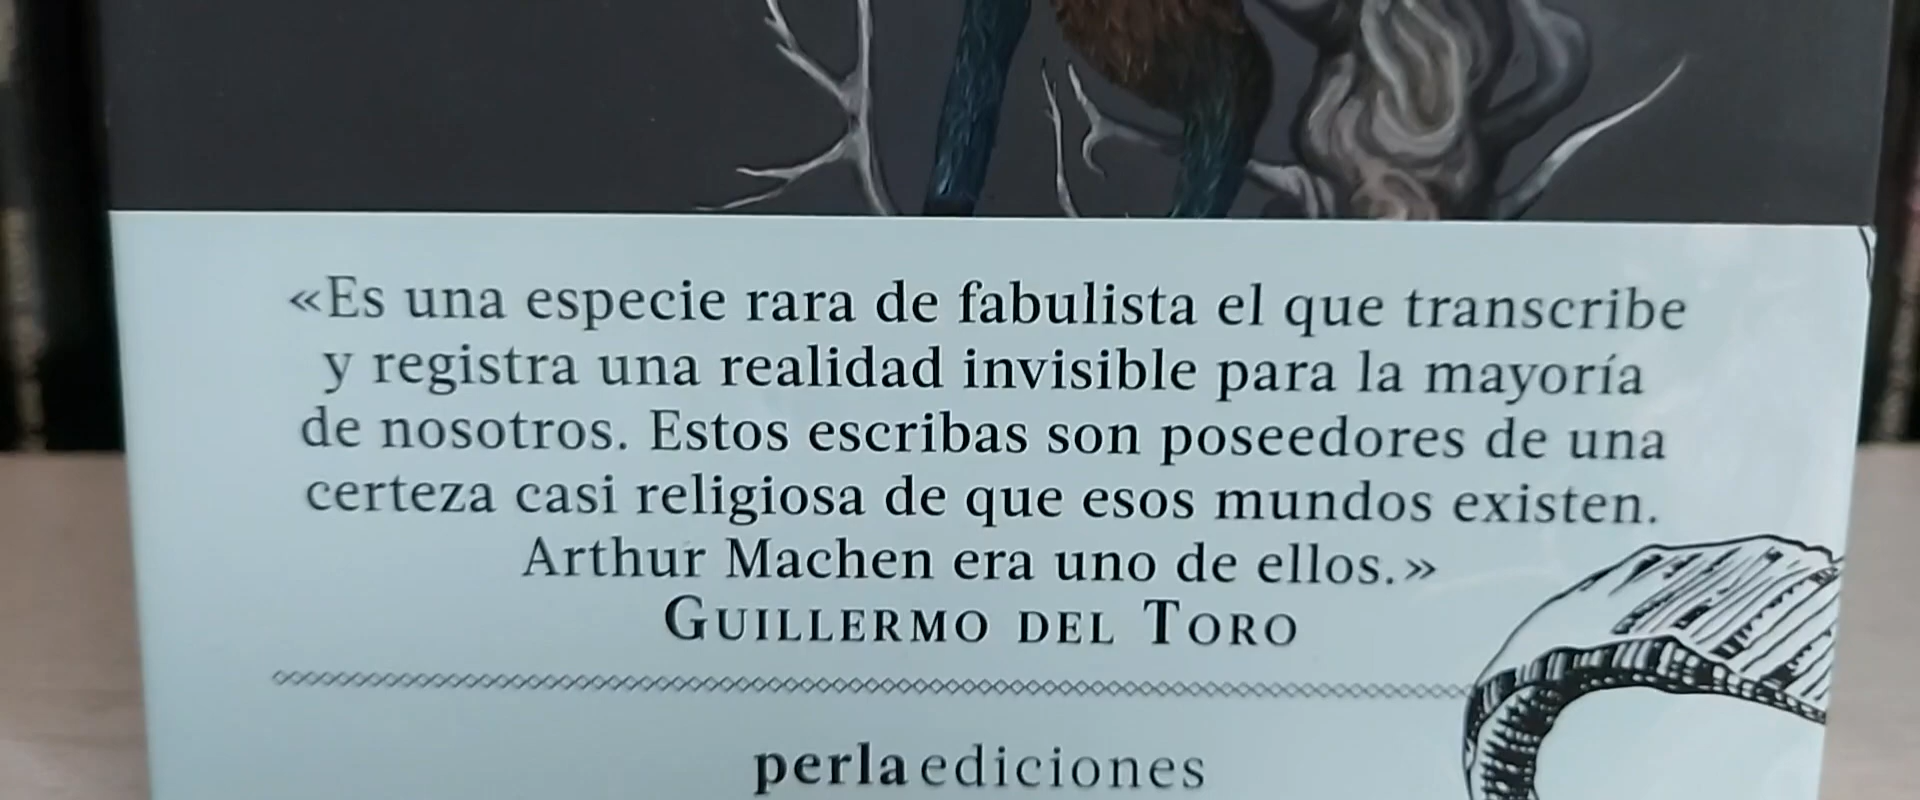 «Es una especie rara de fabulista el que transcribe
y registra una realidad invisible para la mayoría
de nosotros. Estos escribas son poseedores de una
certeza casi religiosa de que esos mundos existen.
Arthur Machen era uno de ellos.»
GUILLERMO DEL TORO
perlaediciones